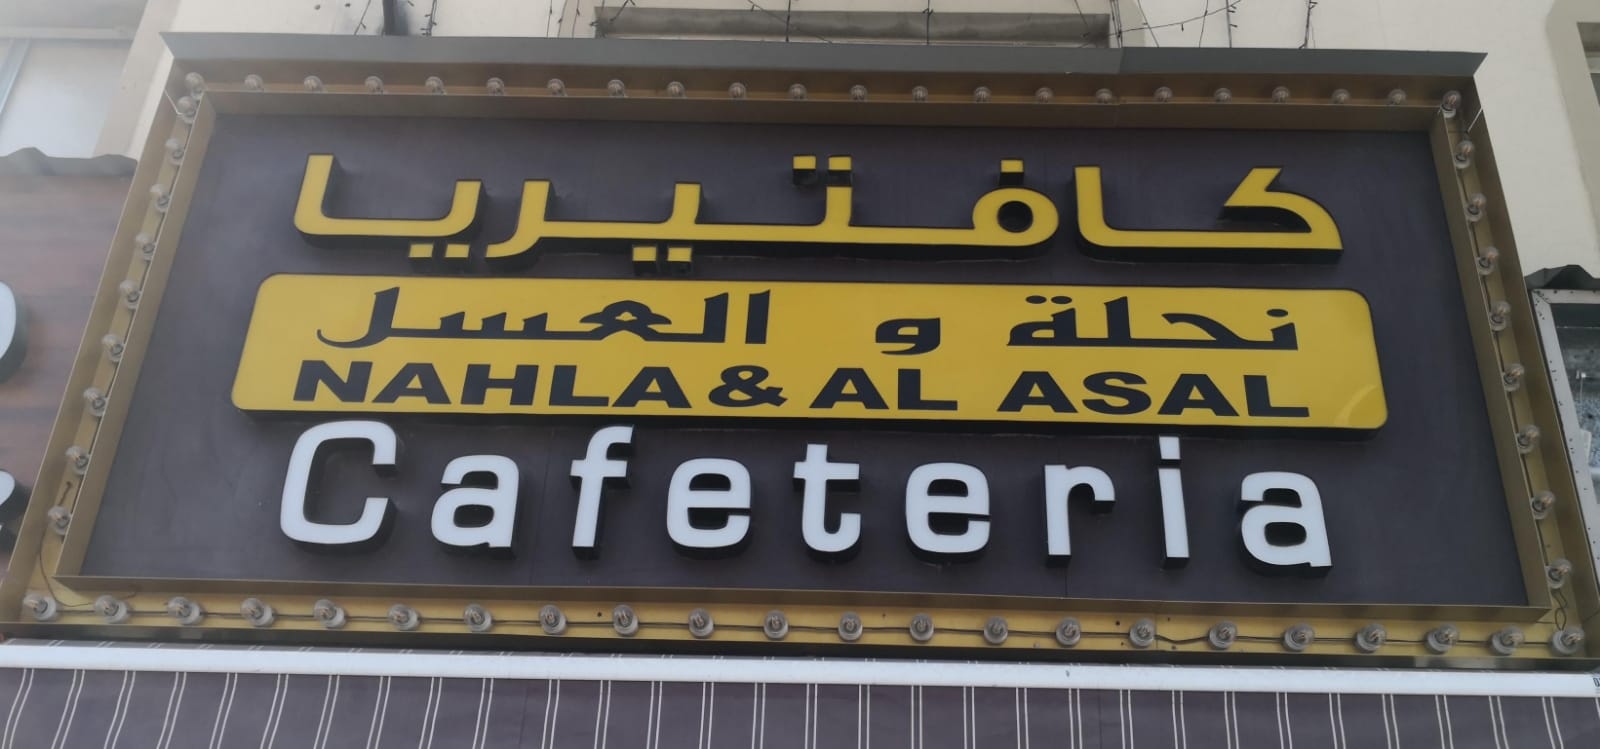 كافتيريا
نحلة و العسل
NAHLA & AL ASAL
Cafeteria